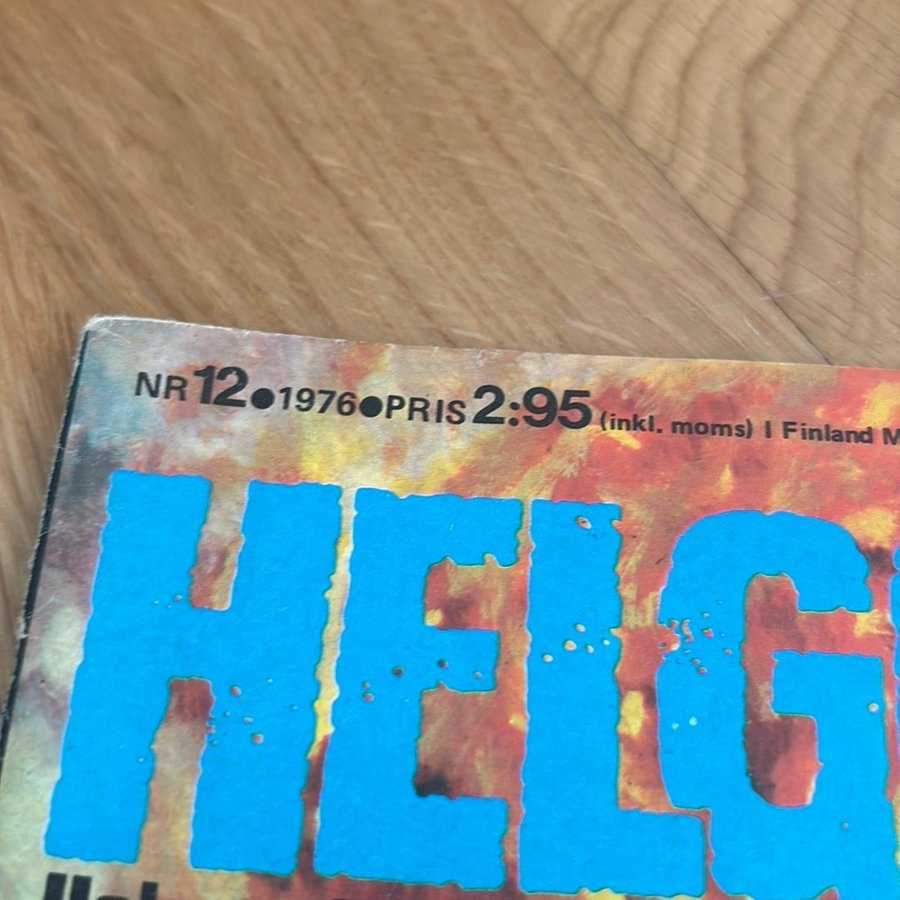 NR 12●1976●PRIS 2:95 (inkl. moms) I Finland M
HELG